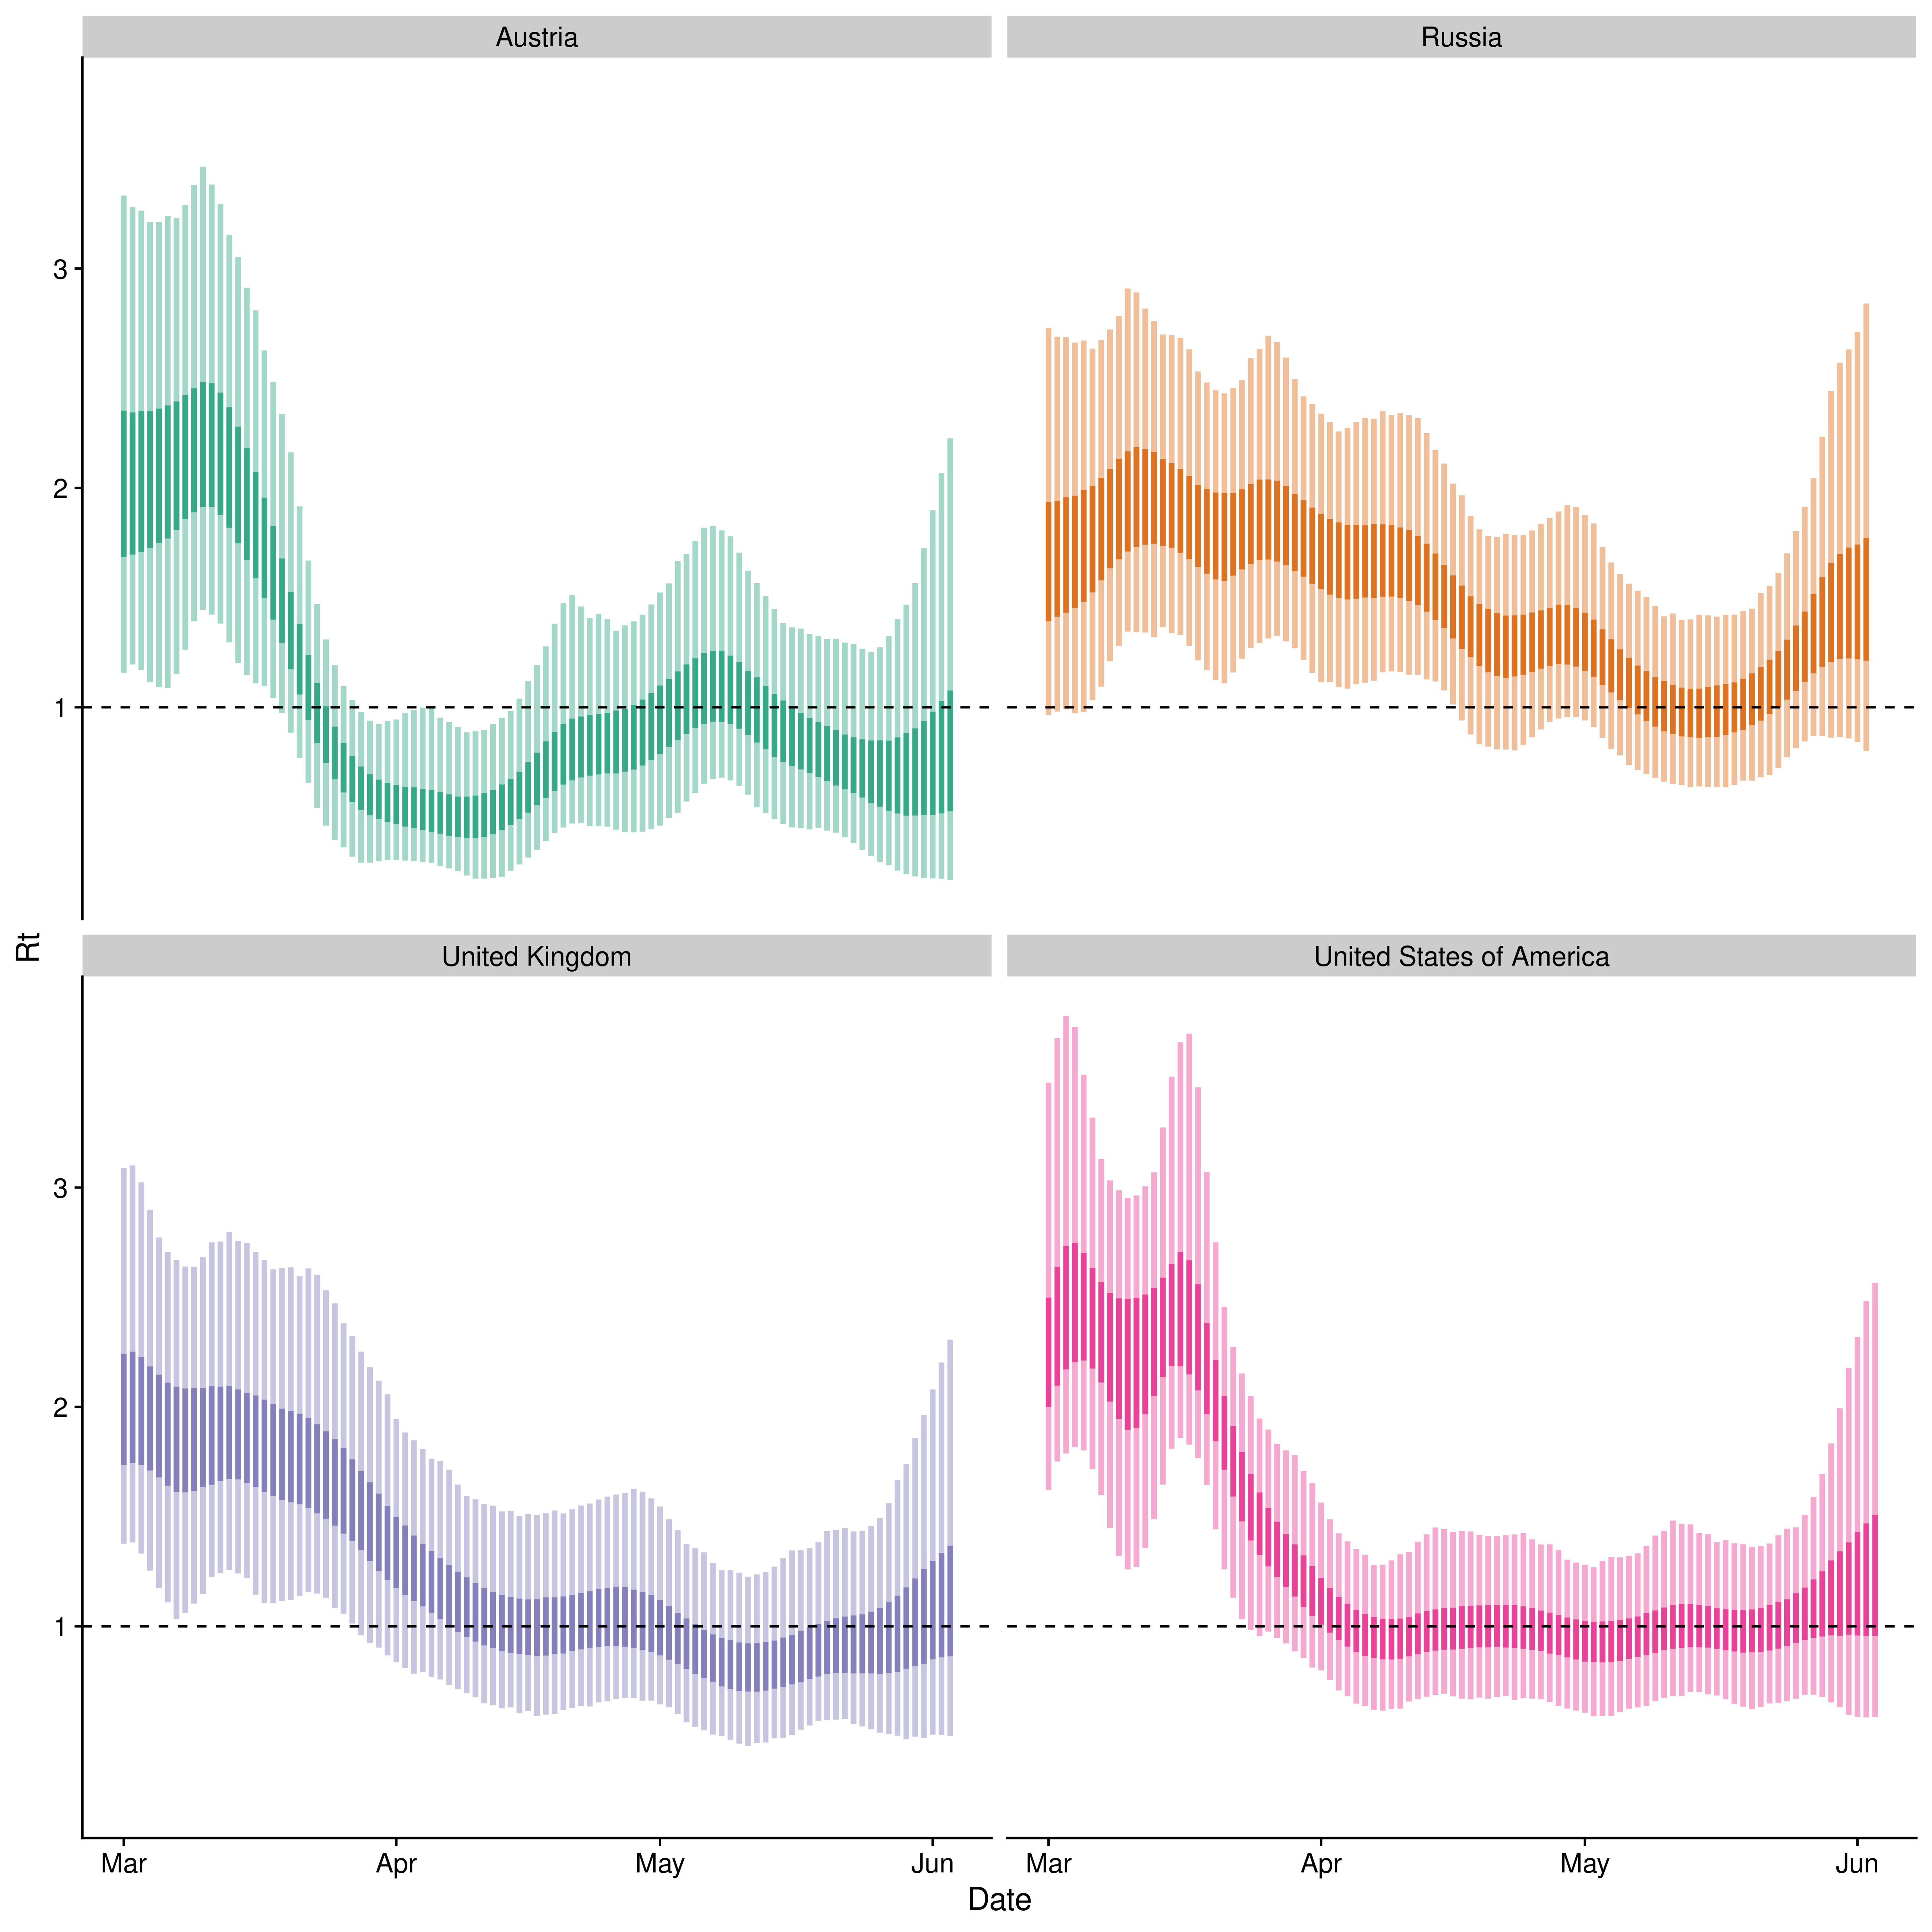 Austria
Russia
3
2
1
Rt
United Kingdom
United States of America
3
2
1
Mar Apr May Jun
Mar Apr May Jun
Date